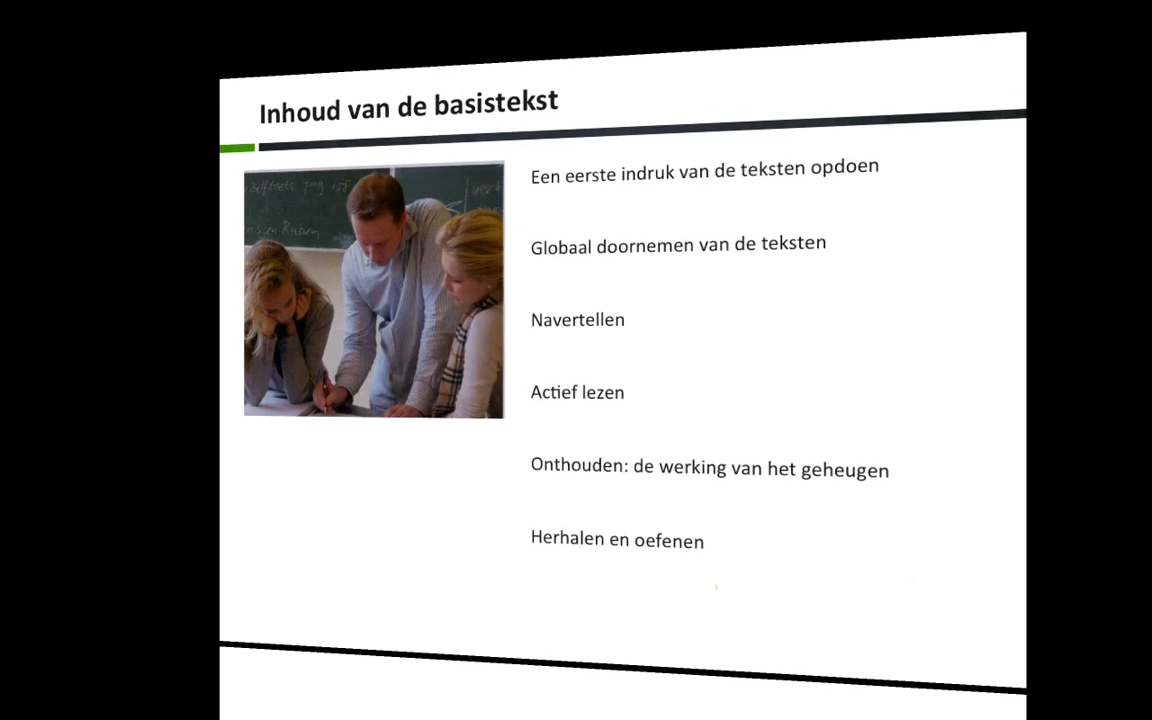 Inhoud van de basistekst
Een eerste indruk van de teksten opdoen
Globaal doornemen van de teksten
Navertellen
Actief lezen
Onthouden: de werking van het geheugen
Herhalen en oefenen